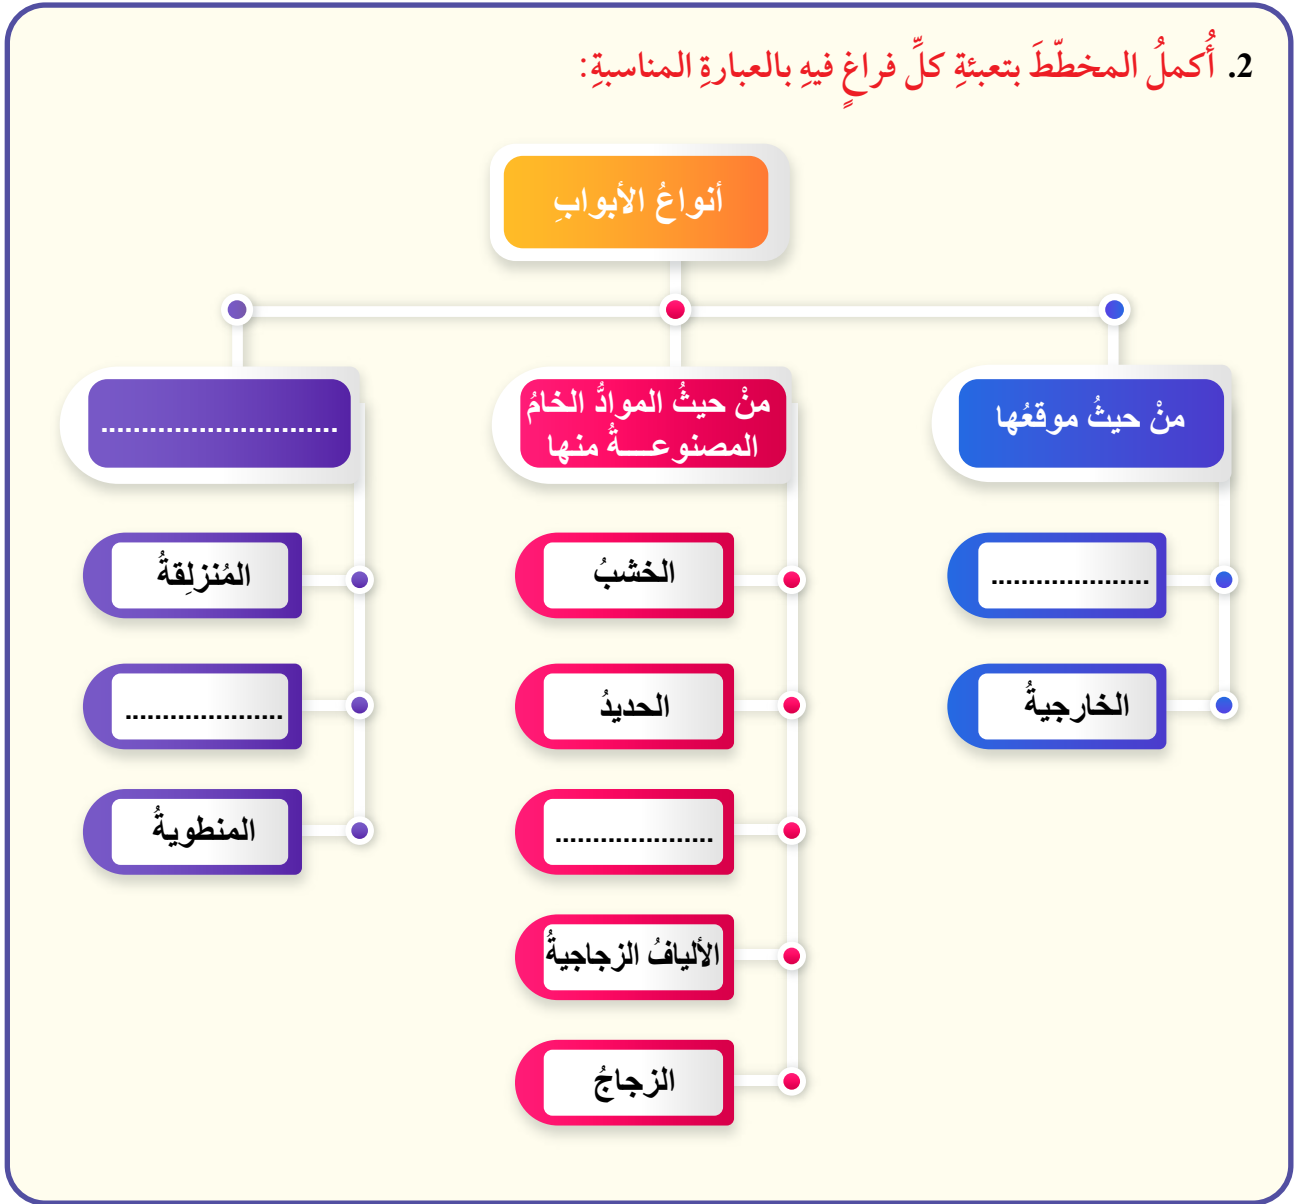 2. أُكملُ المخطّطَ بتعبئةِ كلِّ فراغٍ فيهِ بالعبارةِ المناسبةِ:
أنواعُ الأبوابِ
منْ حيثُ موقعُها
.....................
الخارجيةُ
منْ حيثُ الموادُّ الخامُ
المصنوعـــةُ منها
الخشبُ
الحديدُ
.....................
الأليافُ الزجاجيةُ
الزجاجُ
.............................
المُنزلِقةُ
.....................
المنطويةُ